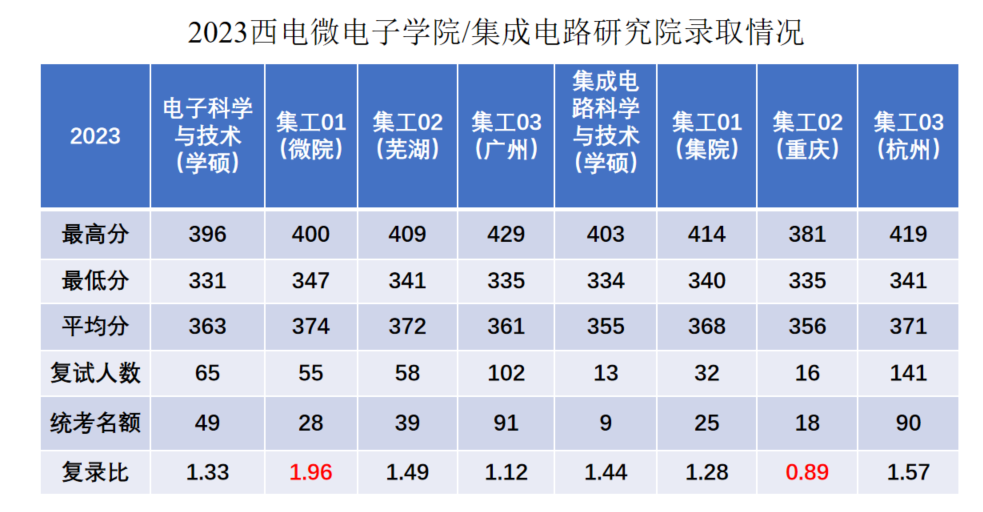 2023西电微电子学院/集成电路研究院录取情况
2023 电子科学与技术(学硕) 集工01(微院) 集工02(芜湖) 集工03(广州) 集成电路科学与技术(学硕) 集工01(集院) 集工02(重庆) 集工03(杭州)
最高分 396 400 409 429 403 414 381 419
最低分 331 347 341 335 334 340 335 341
平均分 363 374 372 361 355 368 356 371
复试人数 65 55 58 102 13 32 16 141
统考名额 49 28 39 91 9 25 18 90
复录比 1.33 1.96 1.49 1.12 1.44 1.28 0.89 1.57